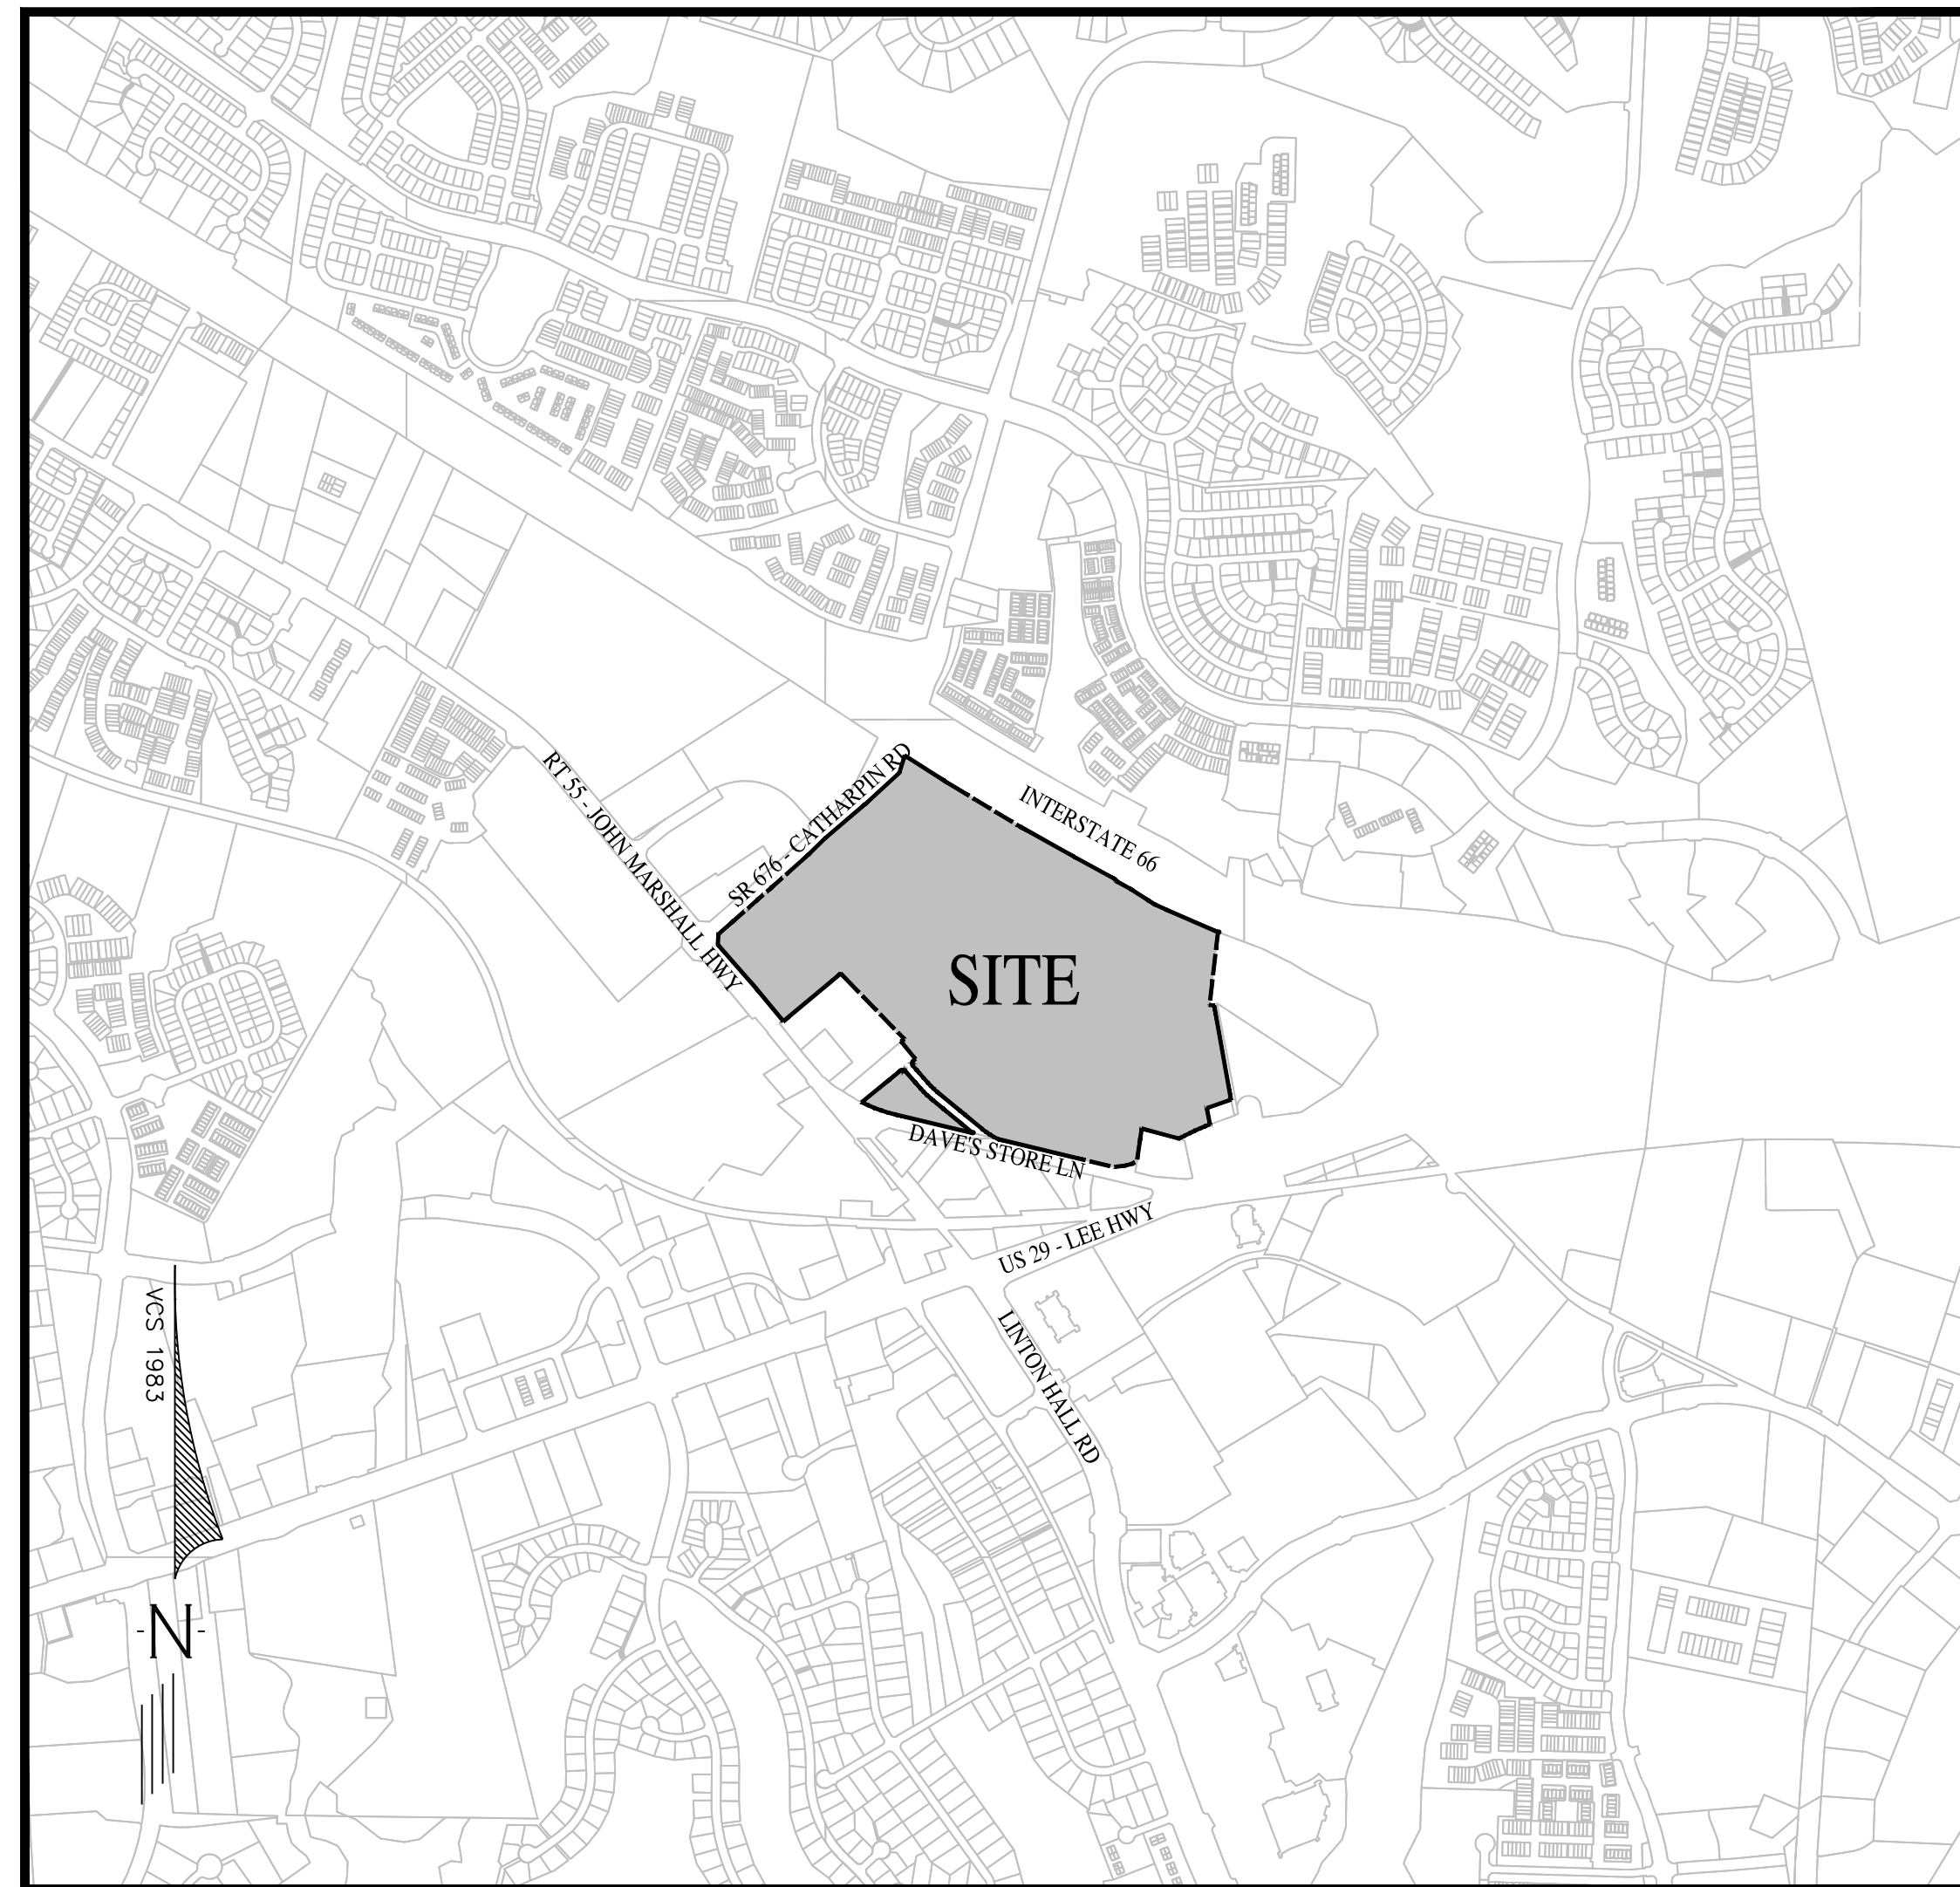 RT 55 - JOHN MARSHALL HWY
SR 676 - CATHARPIN RD
INTERSTATE 66
SITE
DAVE'S STORE LN
US 29 - LEE HWY
LINTON HALL RD
VCS 1983
-N-